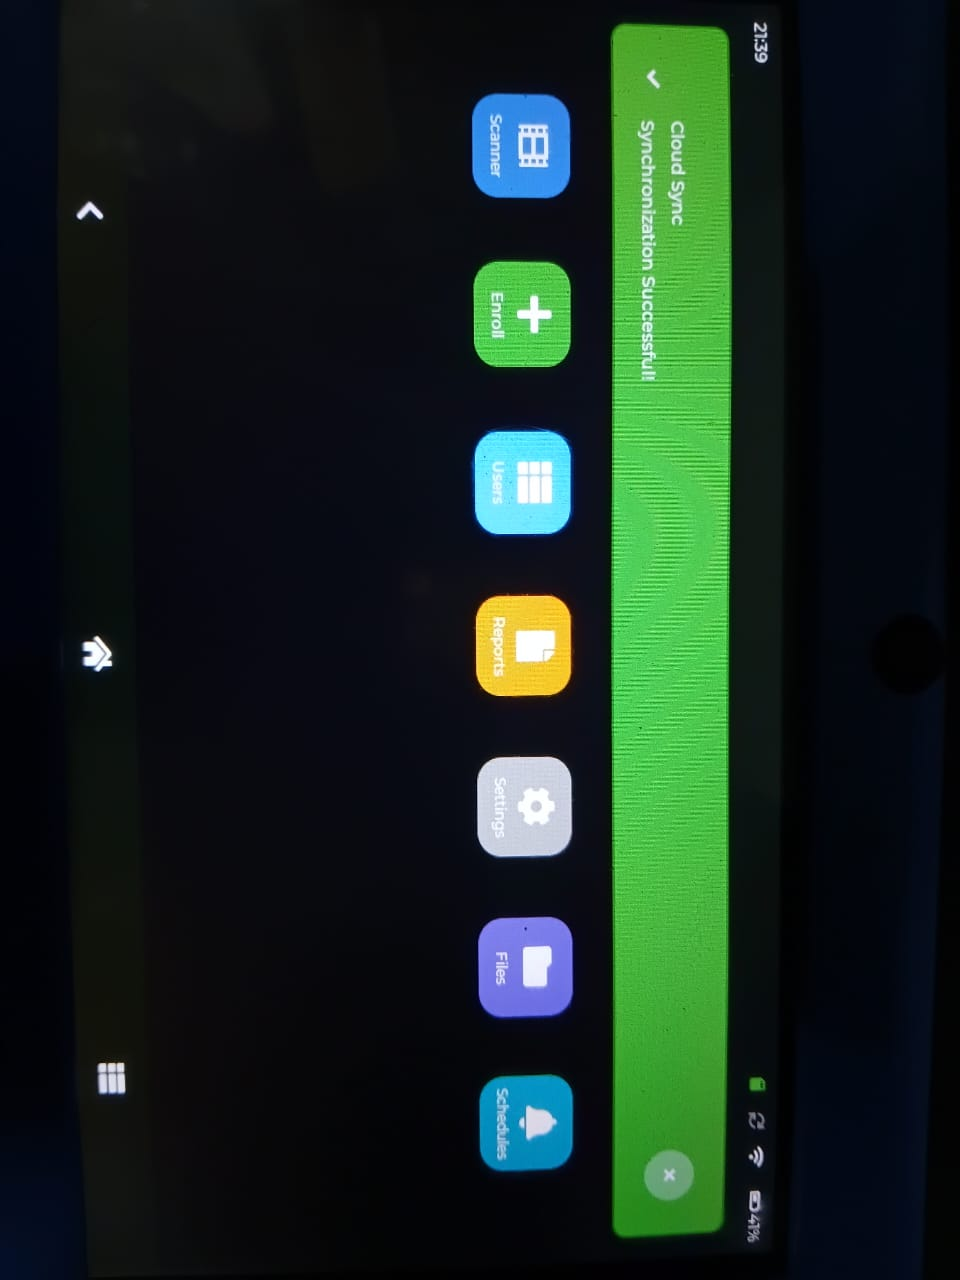 21:39
41%
Cloud Sync
Synchronization Successful!
Scanner
Enroll
Users
Reports
Settings
Files
Schedules